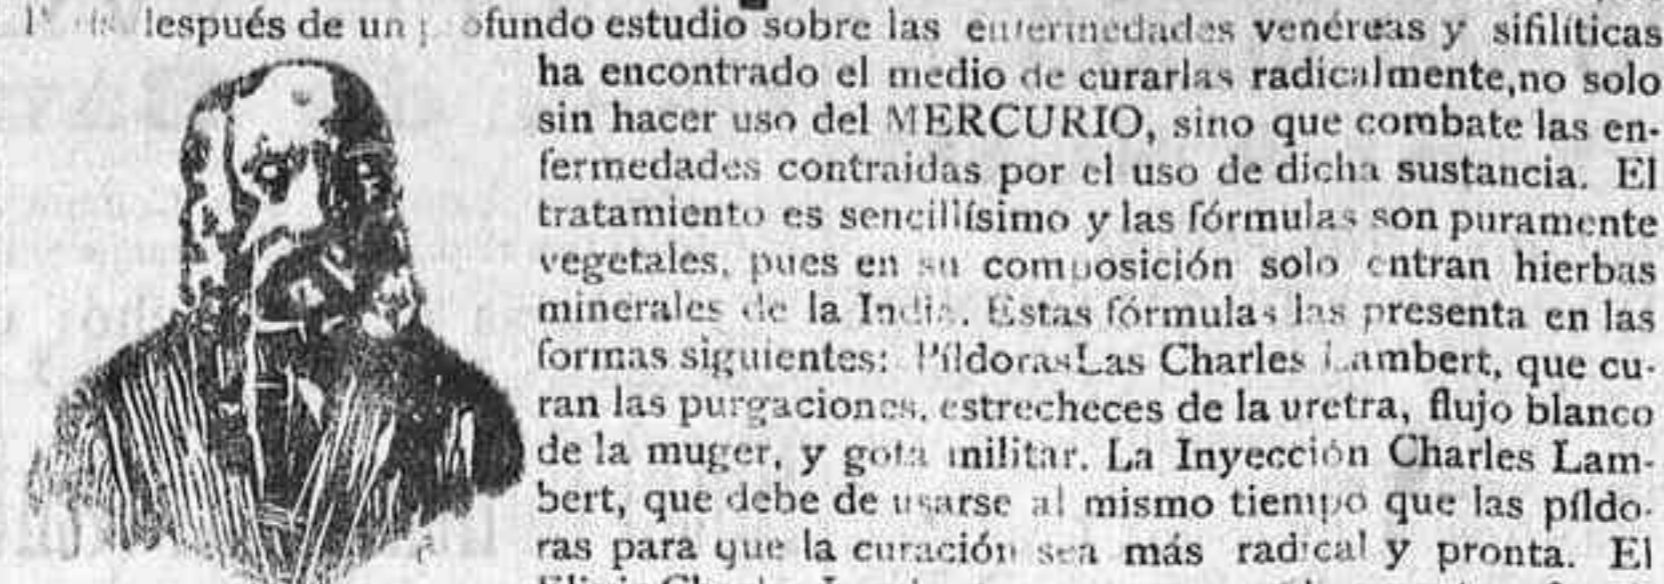 después de un profundo estudio sobre las enfermedades venéreas y sifilíticas
ha encontrado el medio de curarlas radicalmente, no solo
sin hacer uso del MERCURIO, sino que combate las en-
fermedades contraidas por el uso de dicha sustancia. El
tratamiento es sencillísimo y las fórmulas son puramente
vegetales, pues en su composición solo entran hierbas
minerales de la India. Estas fórmulas las presenta en las
formas siguientes: Píldoras Las Charles Lambert, que cu-
ran las purgaciones, estrecheces de la uretra, flujo blanco
de la muger, y gota militar. La Inyección Charles Lam-
bert, que debe de usarse al mismo tiempo que las píldo-
ras para que la curación sea más radical y pronta. El